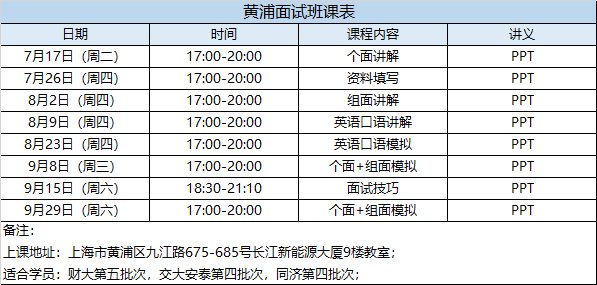 黄浦面试班课表
日期 时间 课程内容 讲义
7月17日（周二） 17:00-20:00 个面讲解 PPT
7月26日（周四） 17:00-20:00 资料填写 PPT
8月2日（周四） 17:00-20:00 组面讲解 PPT
8月9日（周四） 17:00-20:00 英语口语讲解 PPT
8月23日（周四） 17:00-20:00 英语口语模拟 PPT
9月8日（周三） 17:00-20:00 个面+组面模拟 PPT
9月15日（周六） 18:30-21:10 面试技巧 PPT
9月29日（周六） 17:00-20:00 个面+组面模拟 PPT
备注：
上课地址：上海市黄浦区九江路675-685号长江新能源大厦9楼教室；
适合学员：财大第五批次，交大安泰第四批次，同济第四批次；